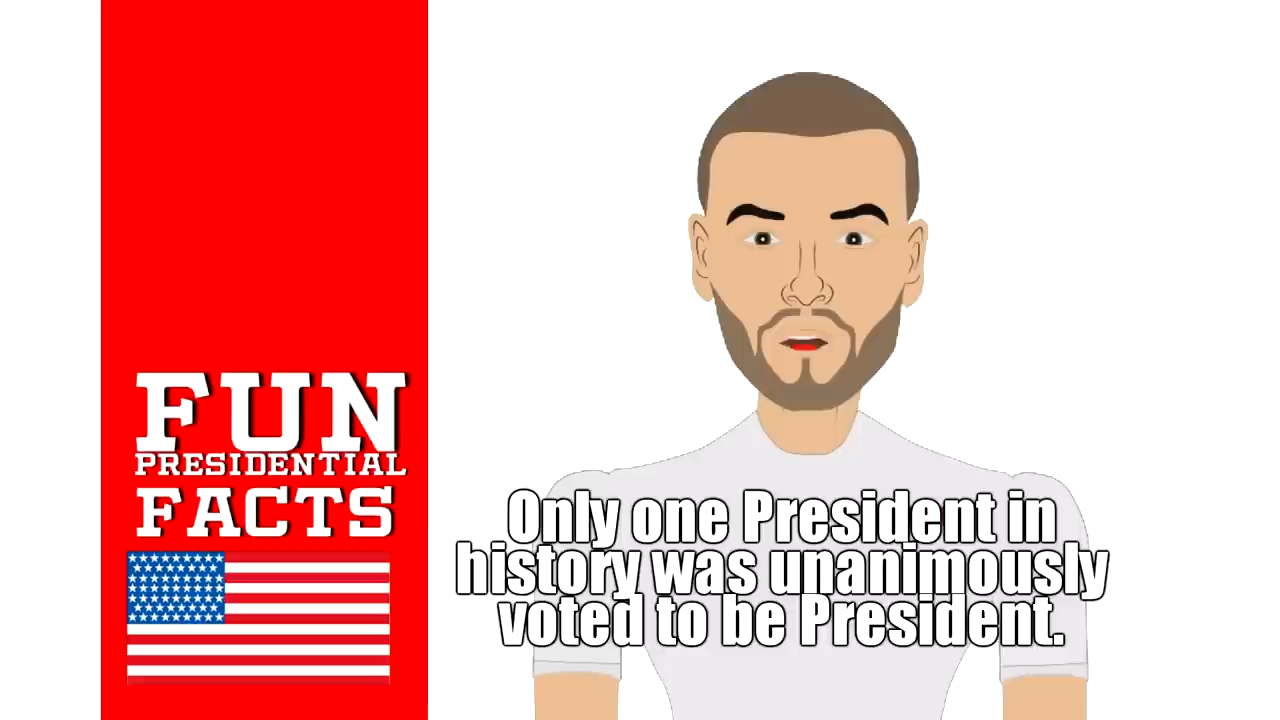 FUN
PRESIDENTIAL
FACTS
Only one President in
history was unanimously
voted to be President.